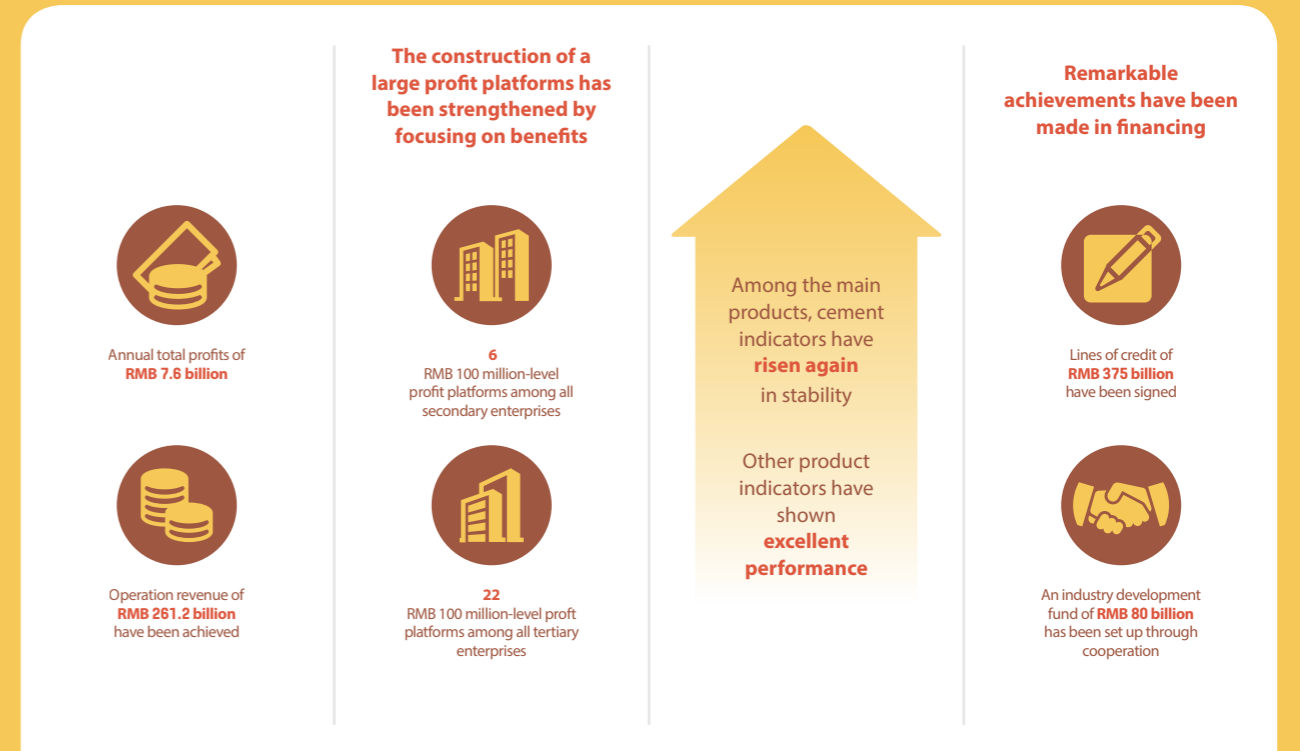 Annual total profits of
RMB 7.6 billion
Operation revenue of
RMB 261.2 billion
have been achieved
The construction of a
large profit platforms has
been strengthened by
focusing on benefits
6
RMB 100 million-level
profit platforms among all
secondary enterprises
22
RMB 100 million-level proft
platforms among all tertiary
enterprises
Among the main
products, cement
indicators have
risen again
in stability
Other product
indicators have
shown
excellent
performance
Remarkable
achievements have been
made in financing
Lines of credit of
RMB 375 billion
have been signed
An industry development
fund of RMB 80 billion
has been set up through
cooperation